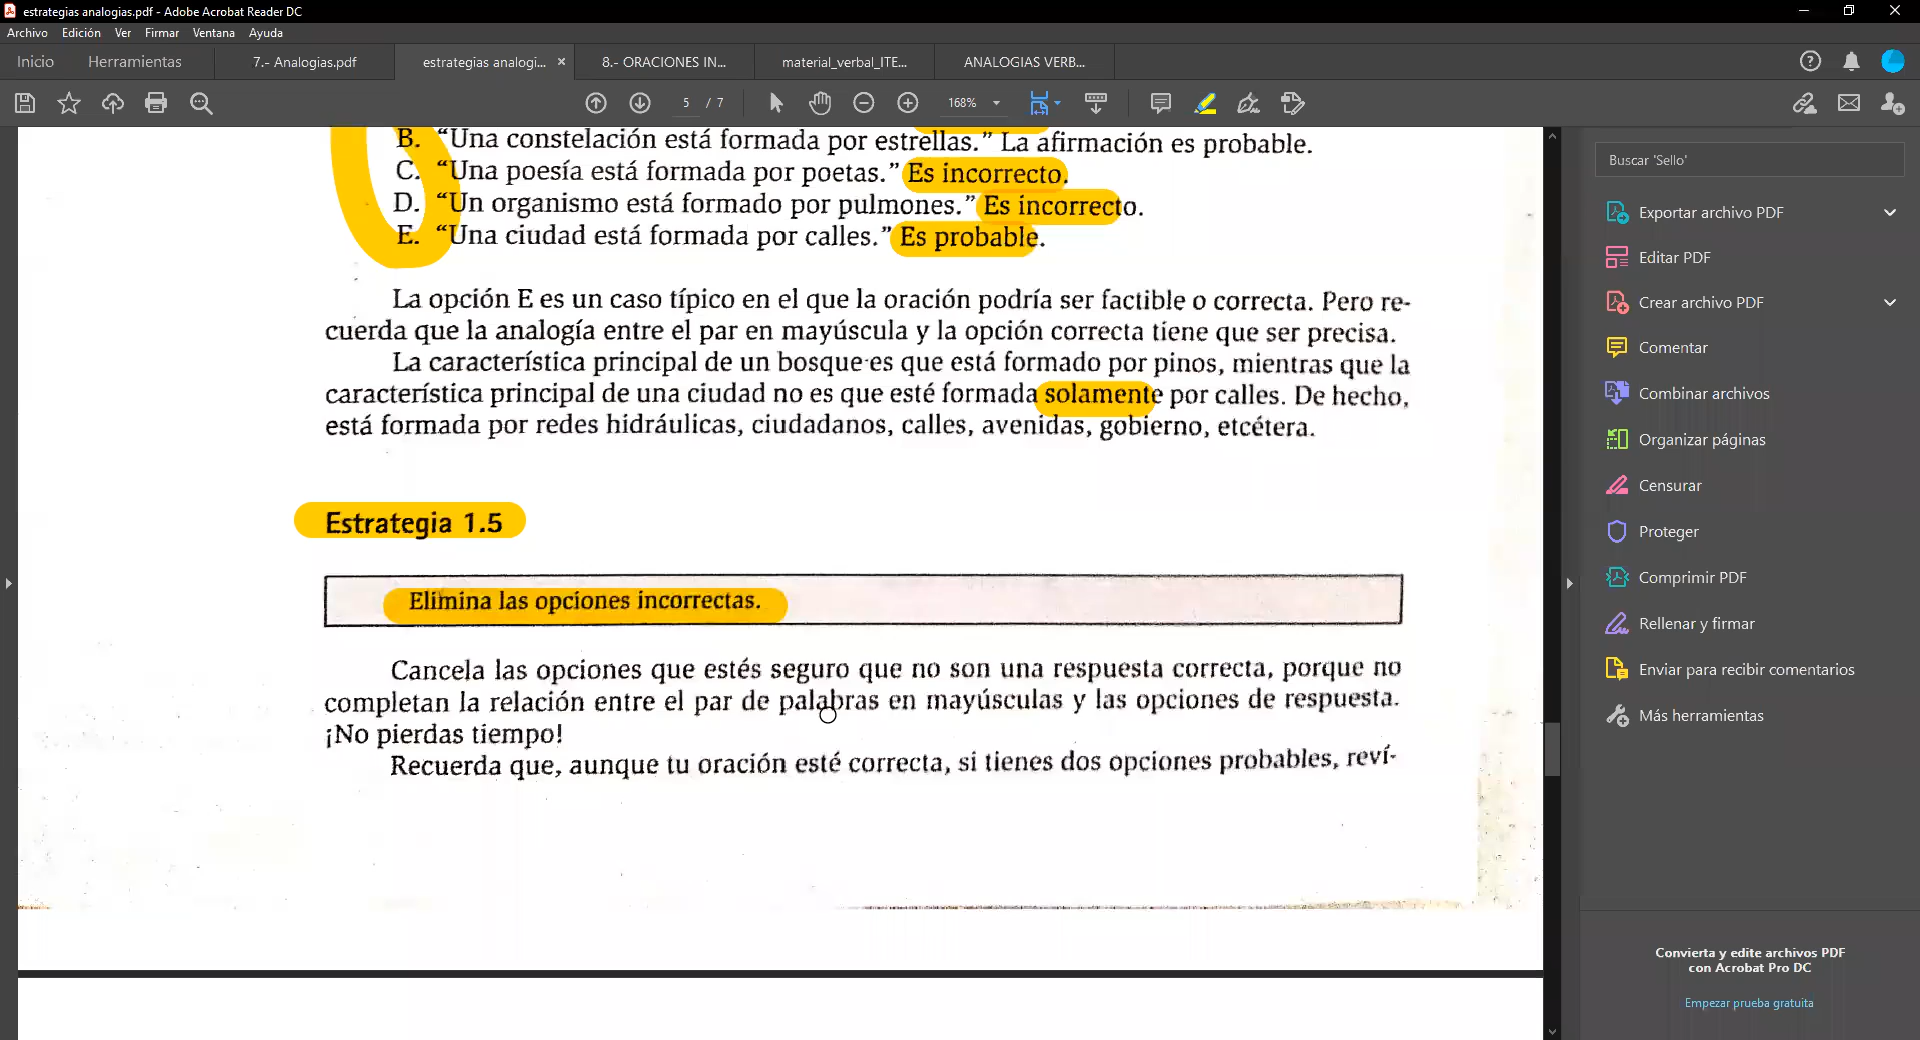 estrategias analogias.pdf - Adobe Acrobat Reader DC
Archivo Edición Ver Firmar Ventana Ayuda
Inicio Herramientas 7.- Analogias.pdf estrategias analogi... × 8.- ORACIONES IN... material_verbal_ITE... ANALOGIAS VERB...
5 / 7 168%
B. “Una constelación está formada por estrellas.” La afirmación es probable.
C. “Una poesía está formada por poetas.” Es incorrecto.
D. “Un organismo está formado por pulmones.” Es incorrecto.
E. “Una ciudad está formada por calles.” Es probable.
La opción E es un caso típico en el que la oración podría ser factible o correcta. Pero re-
cuerda que la analogía entre el par en mayúscula y la opción correcta tiene que ser precisa.
La característica principal de un bosque es que está formado por pinos, mientras que la
característica principal de una ciudad no es que esté formada solamente por calles. De hecho,
está formada por redes hidráulicas, ciudadanos, calles, avenidas, gobierno, etcétera.
Estrategia 1.5
Elimina las opciones incorrectas.
Cancela las opciones que estés seguro que no son una respuesta correcta, porque no
completan la relación entre el par de palabras en mayúsculas y las opciones de respuesta.
¡No pierdas tiempo!
Recuerda que, aunque tu oración esté correcta, si tienes dos opciones probables, reví-
Buscar 'Sello'
Exportar archivo PDF
Editar PDF
Crear archivo PDF
Comentar
Combinar archivos
Organizar páginas
Censurar
Proteger
Comprimir PDF
Rellenar y firmar
Enviar para recibir comentarios
Más herramientas
Convierta y edite archivos PDF
con Acrobat Pro DC
Empezar prueba gratuita